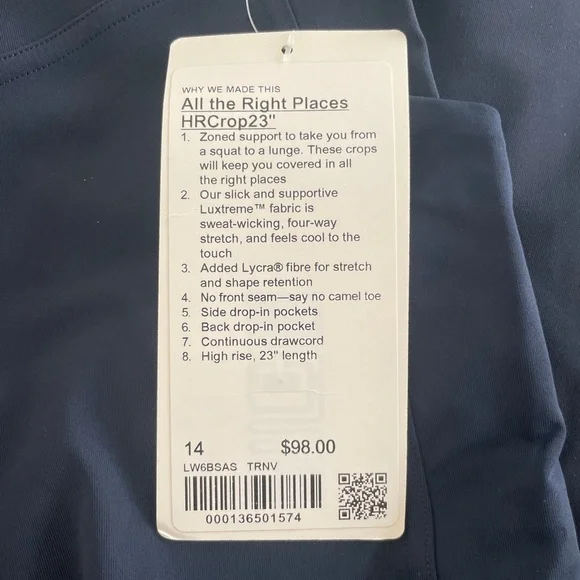 WHY WE MADE THIS
All the Right Places
HRCrop23"
1. Zoned support to take you from
a squat to a lunge. These crops
will keep you covered in all
the right places
2. Our slick and supportive
Luxtreme™ fabric is
sweat-wicking, four-way
stretch, and feels cool to the
touch
3. Added Lycra® fibre for stretch
and shape retention
4. No front seam—say no camel toe
5. Side drop-in pockets
6. Back drop-in pocket
7. Continuous drawcord
8. High rise, 23" length
14 $98.00
LW6BSAS TRNV
000136501574